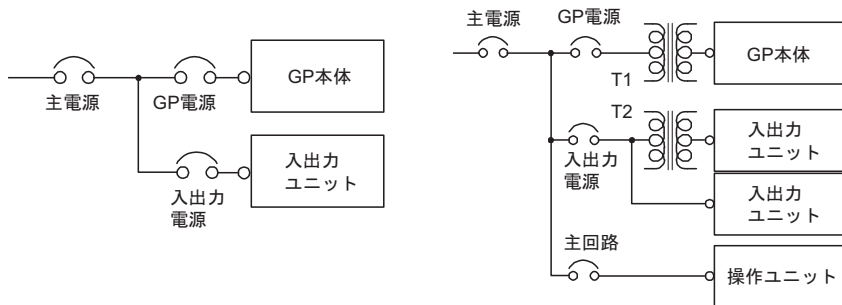 主電源
GP電源
GP本体
入出力
電源
入出力
ユニット
主電源
GP電源
T1
GP本体
T2
入出力
電源
入出力
ユニット
入出力
ユニット
主回路
操作ユニット